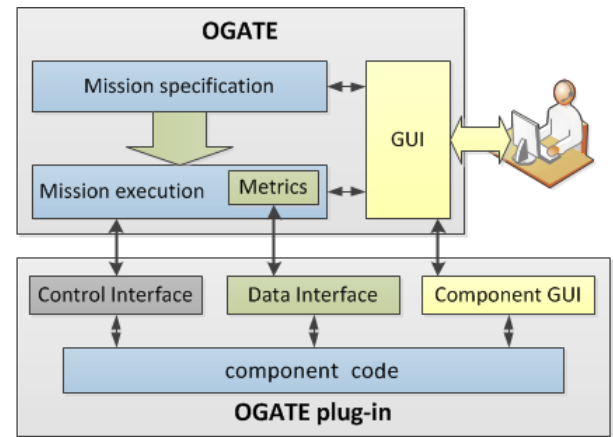 OGATE
Mission specification
GUI
Mission execution
Metrics
Control Interface
Data Interface
Component GUI
component code
OGATE plug-in